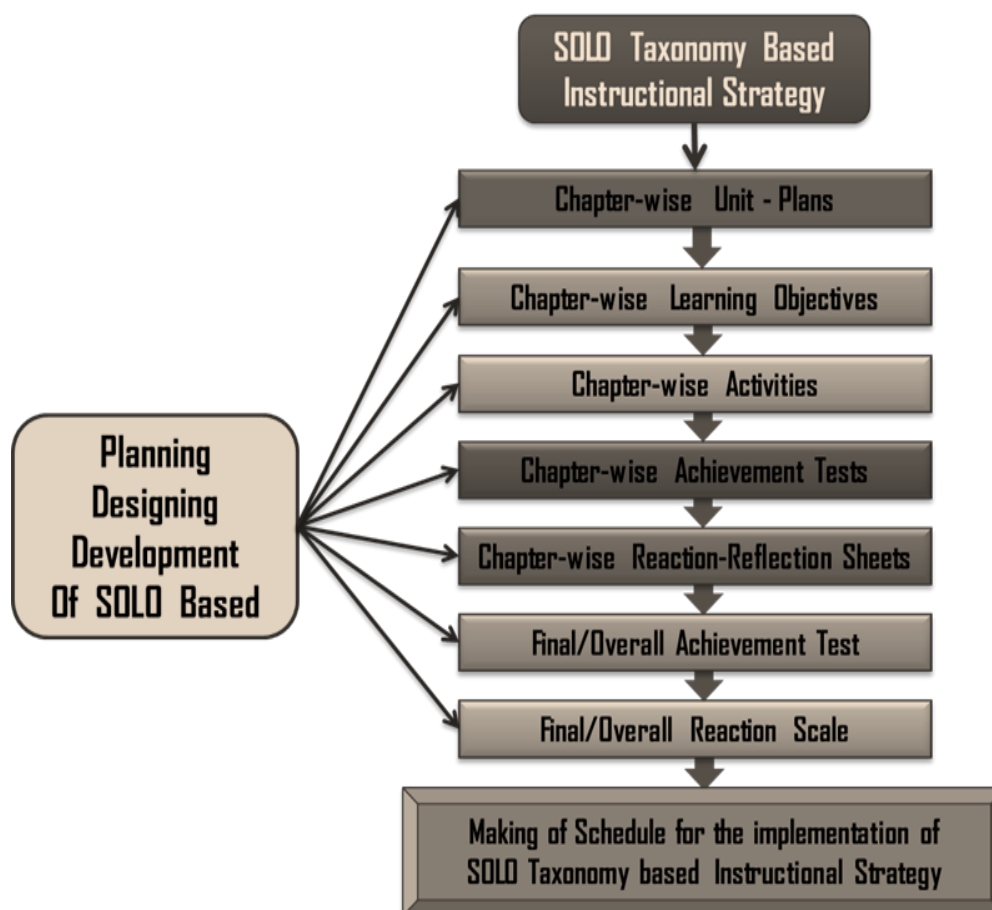 SOLO Taxonomy Based
Instructional Strategy
Chapter-wise Unit - Plans
Chapter-wise Learning Objectives
Chapter-wise Activities
Chapter-wise Achievement Tests
Chapter-wise Reaction-Reflection Sheets
Final/Overall Achievement Test
Final/Overall Reaction Scale
Planning
Designing
Development
Of SOLO Based
Making of Schedule for the implementation of
SOLO Taxonomy based Instructional Strategy